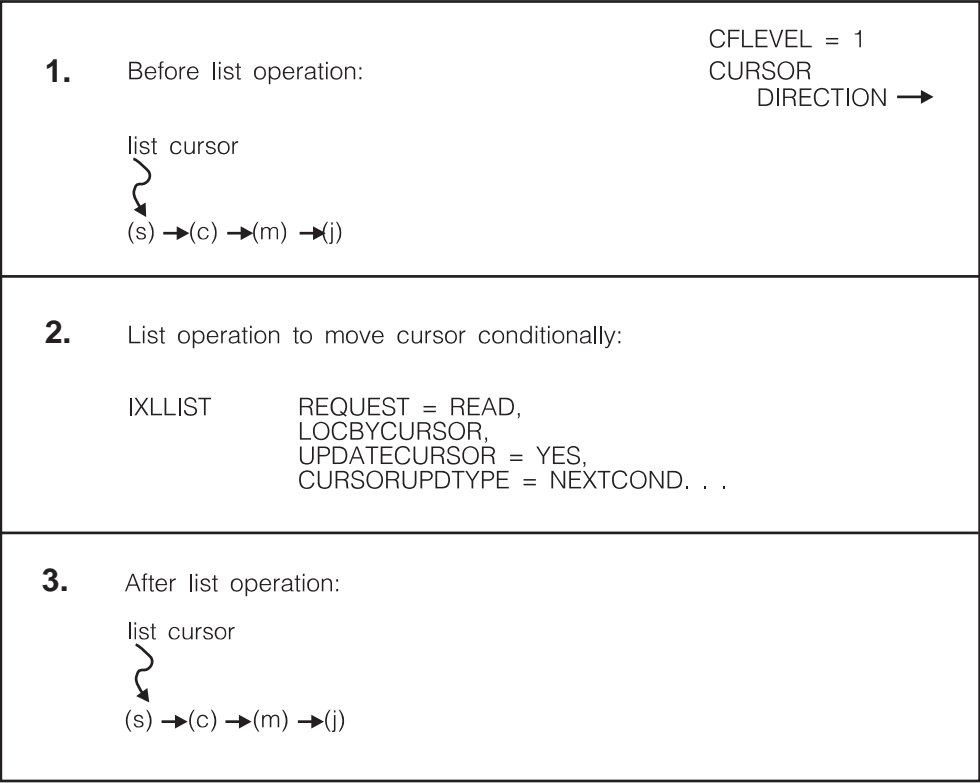 CFLEVEL = 1
1. Before list operation: CURSOR
DIRECTION →
list cursor
(s) →(c) →(m) →(j)
2. List operation to move cursor conditionally:
IXLLIST REQUEST = READ,
LOCBYCURSOR,
UPDATECURSOR = YES,
CURSORUPDTYPE = NEXTCOND. . .
3. After list operation:
list cursor
(s) →(c) →(m) →(j)